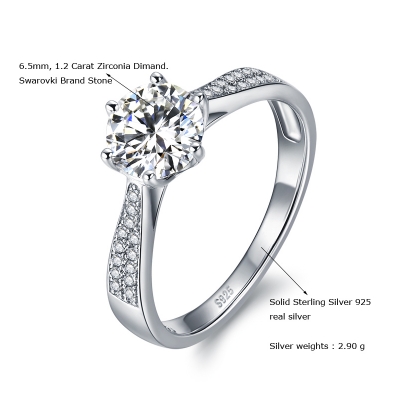 6.5mm, 1.2 Carat Zirconia Dimand.
Swarovski Brand Stone
S925
Solid Sterling Silver 925
real silver
Silver weights : 2.90 g